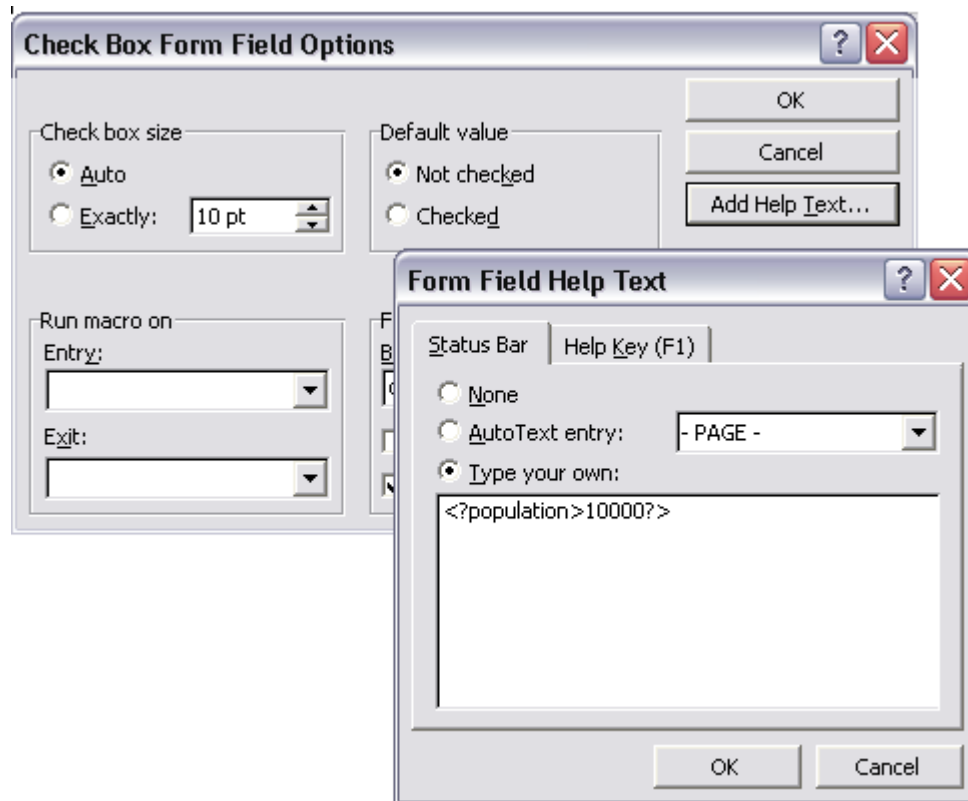 Check Box Form Field Options
OK
Check box size
Default value
Cancel
Auto
Not checked
Add Help Text...
Exactly: 10 pt
Checked
Form Field Help Text
Run macro on
F
Status Bar
Help Key (F1)
Entry:
B
None
AutoText entry: - PAGE -
Exit:
Type your own:
<?population>10000?>
OK
Cancel